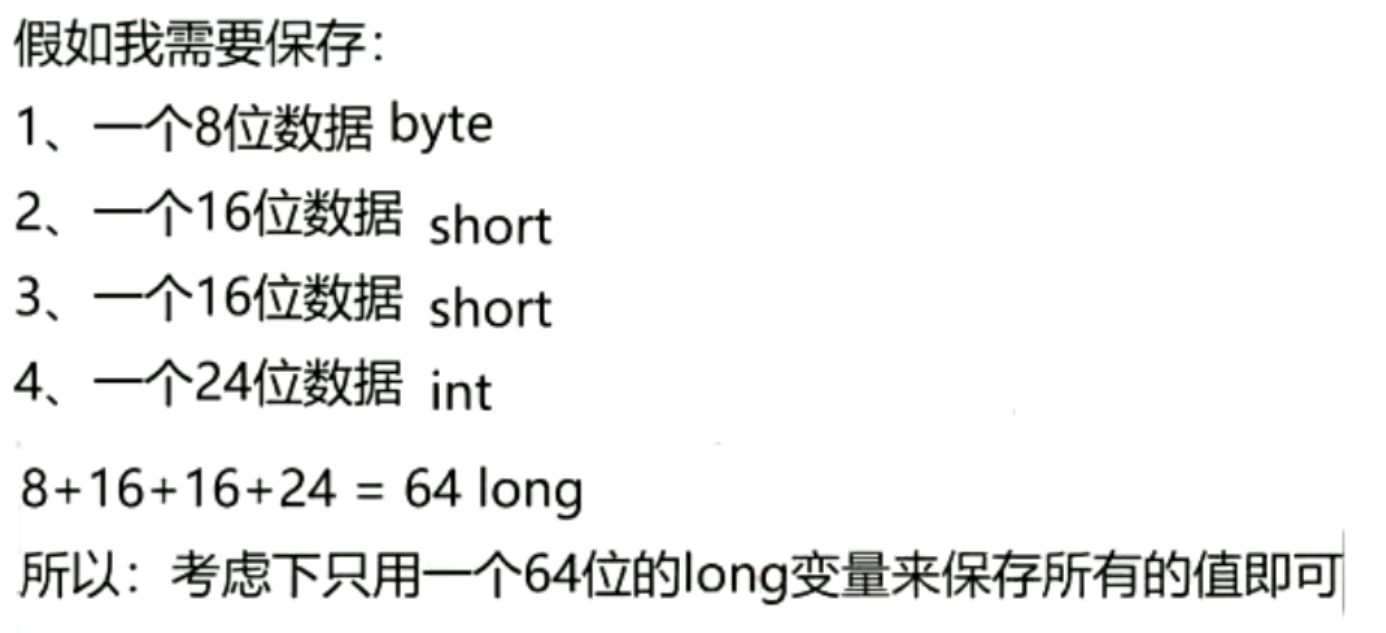 假如我需要保存：
1、一个8位数据 byte
2、一个16位数据 short
3、一个16位数据 short
4、一个24位数据 int
8+16+16+24 = 64 long
所以：考虑下只用一个64位的long变量来保存所有的值即可